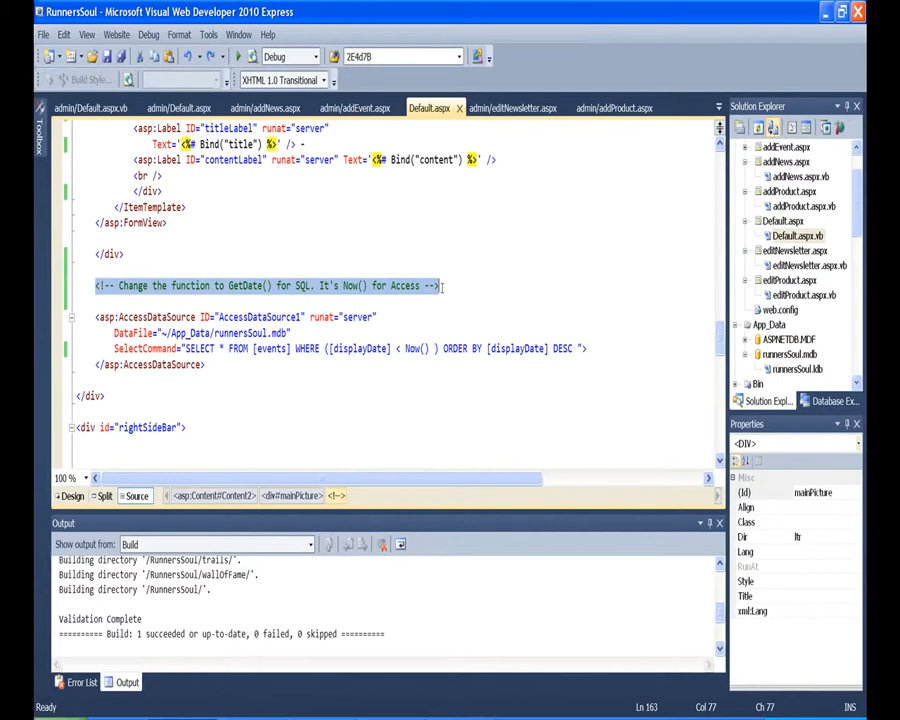 RunnersSoul - Microsoft Visual Web Developer 2010 Express
File Edit View Website Debug Format Tools Window Help
Debug 2E4d7B
Build Style... XHTML 1.0 Transitional
admin/Default.aspx.vb admin/Default.aspx admin/addNews.aspx admin/addEvent.aspx Default.aspx admin/editNewsletter.aspx admin/addProduct.aspx
Toolbox
<asp:Label ID="titleLabel" runat="server"
Text='<%# Bind("title") %>' /> -
<asp:Label ID="contentLabel" runat="server" Text='<%# Bind("content") %>' />
<br />
</div>
</ItemTemplate>
</asp:FormView>
</div>
<!-- Change the function to GetDate() for SQL. It's Now() for Access -->
<asp:AccessDataSource ID="AccessDataSource1" runat="server"
DataFile="~/App_Data/runnersSoul.mdb"
SelectCommand="SELECT * FROM [events] WHERE ([displayDate] < Now() ) ORDER BY [displayDate] DESC ">
</asp:AccessDataSource>
</div>
<div id="rightSideBar">
100 %
Design Split Source <asp:Content#Content2> <div#mainPicture> <!-->
Output
Show output from: Build
Building directory '/RunnersSoul/trails/'.
Building directory '/RunnersSoul/wallOfFame/'.
Building directory '/RunnersSoul/'.
Validation Complete
========== Build: 1 succeeded or up-to-date, 0 failed, 0 skipped ==========
Error List Output
Solution Explorer
addEvent.aspx
addNews.aspx
addNews.aspx.vb
addProduct.aspx
addProduct.aspx.vb
Default.aspx
Default.aspx.vb
editNewsletter.aspx
editNewsletter.aspx.vb
editProduct.aspx
editProduct.aspx.vb
web.config
App_Data
ASPNETDB.MDF
runnersSoul.mdb
runnersSoul.ldb
Bin
Solution Expl... Database Ex...
Properties
<DIV>
Misc
(Id) mainPicture
Align
Class
Dir ltr
Lang
RunAt
Style
Title
xml:Lang
Ready Ln 163 Col 77 Ch 77 INS